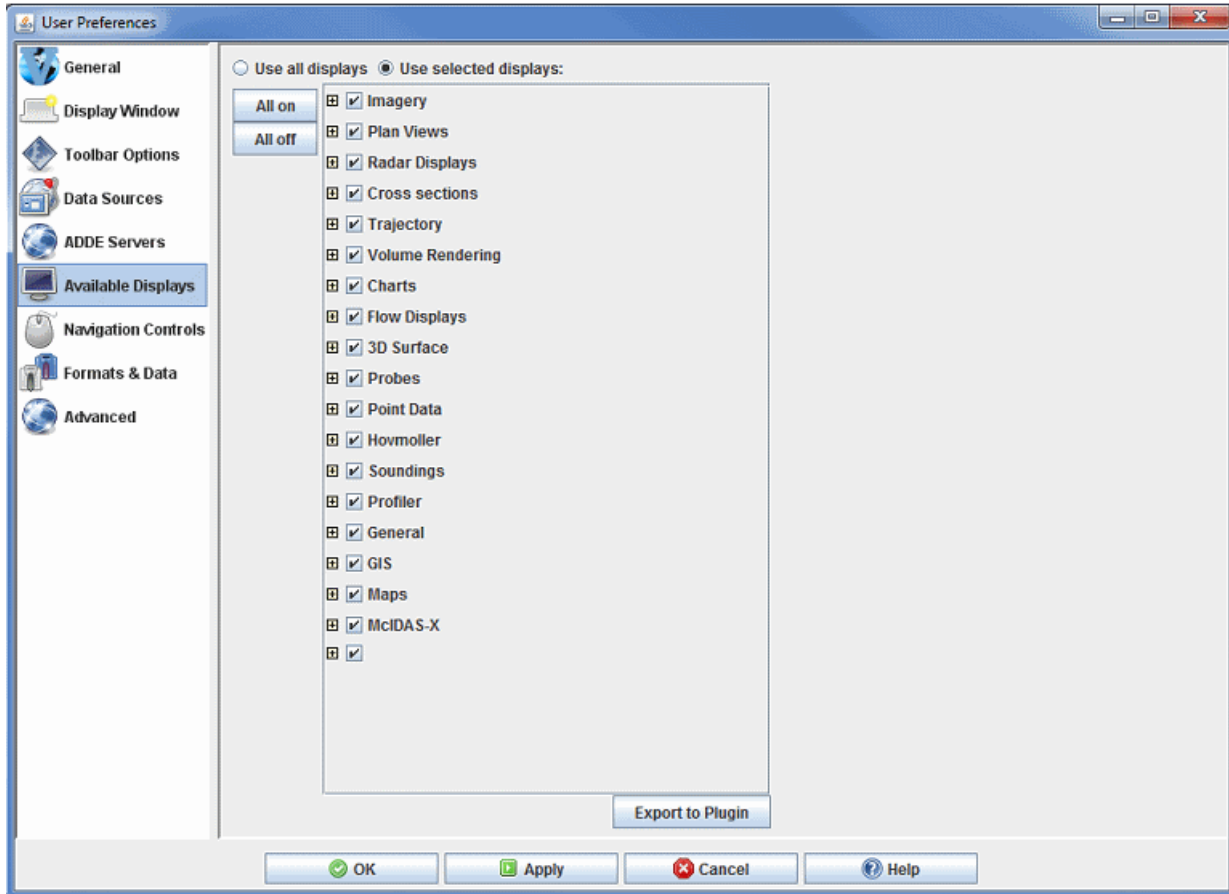 User Preferences
General
Display Window
Toolbar Options
Data Sources
ADDE Servers
Available Displays
Navigation Controls
Formats & Data
Advanced
Use all displays Use selected displays:
All on
All off
Imagery
Plan Views
Radar Displays
Cross sections
Trajectory
Volume Rendering
Charts
Flow Displays
3D Surface
Probes
Point Data
Hovmoller
Soundings
Profiler
General
GIS
Maps
McIDAS-X
Export to Plugin
OK Apply Cancel Help